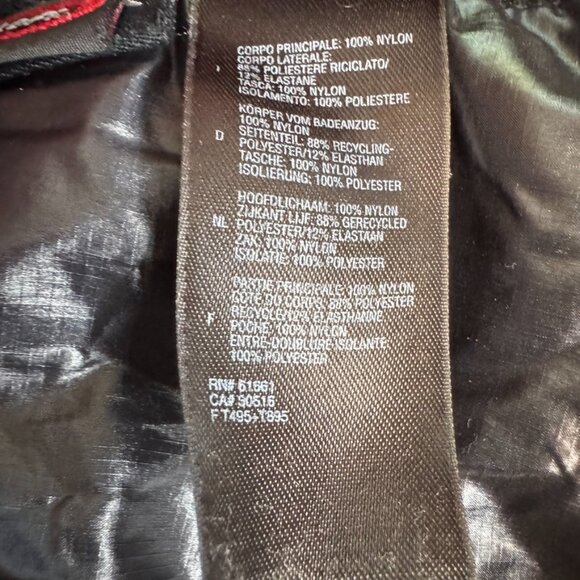 I
CORPO PRINCIPALE: 100% NYLON
CORPO LATERALE:
88% POLIESTERE RICICLATO/
12% ELASTANE
TASCA: 100% NYLON
ISOLAMENTO: 100% POLIESTERE
KÖRPER VOM BADEANZUG:
100% NYLON
D SEITENTEIL: 88% RECYCLING-
POLYESTER/12% ELASTHAN
TASCHE: 100% NYLON
ISOLIERUNG: 100% POLYESTER
HOOFDLICHAAM: 100% NYLON
ZIJKANT LIJF: 88% GERECYCLED
NL POLYESTER/12% ELASTAAN
ZAK: 100% NYLON
ISOLATIE: 100% POLYESTER
PARTIE PRINCIPALE: 100% NYLON
CÔTÉ DU CORPS: 88% POLYESTER
F RECYCLÉ/12% ÉLASTHANNE
POCHE: 100% NYLON
ENTRE-DOUBLURE ISOLANTE:
100% POLYESTER
RN# 61661
CA# 30516
F T495+T895